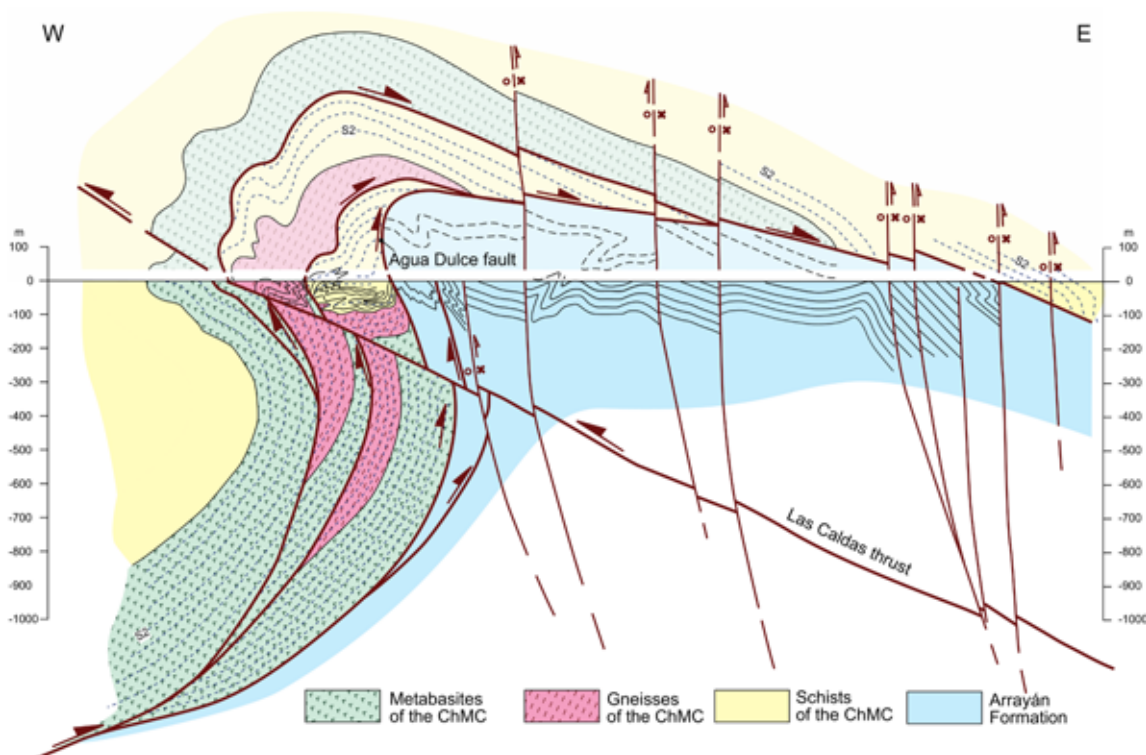 W
E
S2
S2
S2
m
m
100
100
Agua Dulce fault
0
0
-100
-100
-200
-200
-300
-300
-400
-400
-500
-500
-600
-600
-700
-700
-800
-800
-900
-900
-1000
-1000
Las Caldas thrust
S2
Metabasites
of the ChMC
Gneisses
of the ChMC
Schists
of the ChMC
Arrayán
Formation